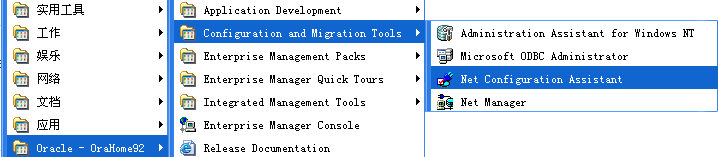 实用工具
工作
娱乐
网络
文档
应用
Oracle - OraHome92
Application Development
Configuration and Migration Tools
Enterprise Management Packs
Enterprise Manager Quick Tours
Integrated Management Tools
Enterprise Manager Console
Release Documentation
Administration Assistant for Windows NT
Microsoft ODBC Administrator
Net Configuration Assistant
Net Manager